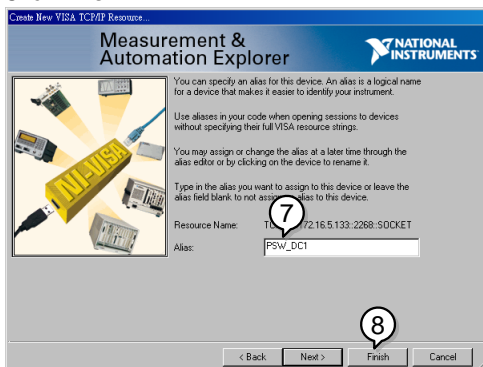 Create New VISA TCP/IP Resource...
Measurement &
Automation Explorer
NATIONAL
INSTRUMENTS
You can specify an alias for this device. An alias is a logical name
for a device that makes it easier to identify your instrument.
Use aliases in your code when opening sessions to devices
without specifying their full VISA resource strings.
You may assign or change the alias at a later time through the
alias editor or by clicking on the device to rename it.
Type in the alias you want to assign to this device or leave the
alias field blank to not alias to this device.
NI-VISA
7
Resource Name: 172.16.5.133::2268::SOCKET
Alias: PSW_DC1
8
< Back Next > Finish Cancel